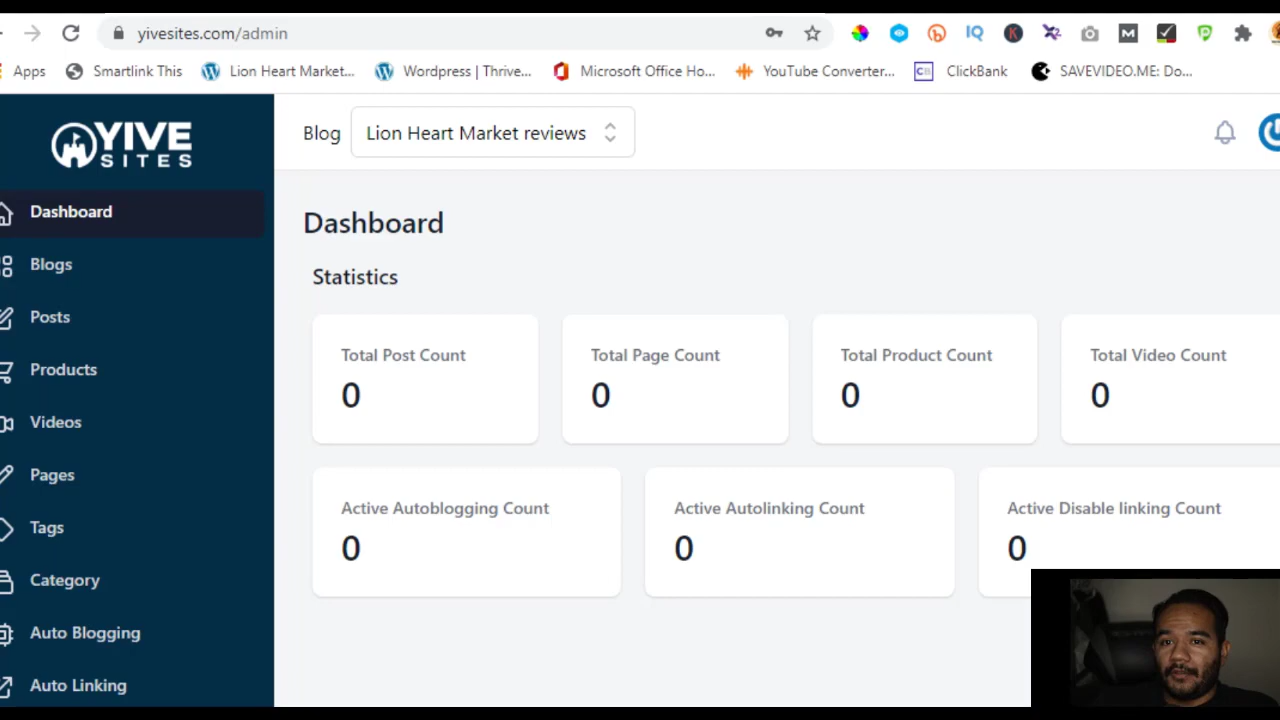 yivesites.com/admin
IQ
K
M
Apps Smartlink This Lion Heart Market... Wordpress | Thrive... Microsoft Office Ho... YouTube Converter... CB ClickBank SAVEVIDEO.ME: Do...
YIVE
SITES
Blog Lion Heart Market reviews
Dashboard
Blogs
Posts
Products
Videos
Pages
Tags
Category
Auto Blogging
Auto Linking
Dashboard
Statistics
Total Post Count
0
Total Page Count
0
Total Product Count
0
Total Video Count
0
Active Autoblogging Count
0
Active Autolinking Count
0
Active Disable linking Count
0